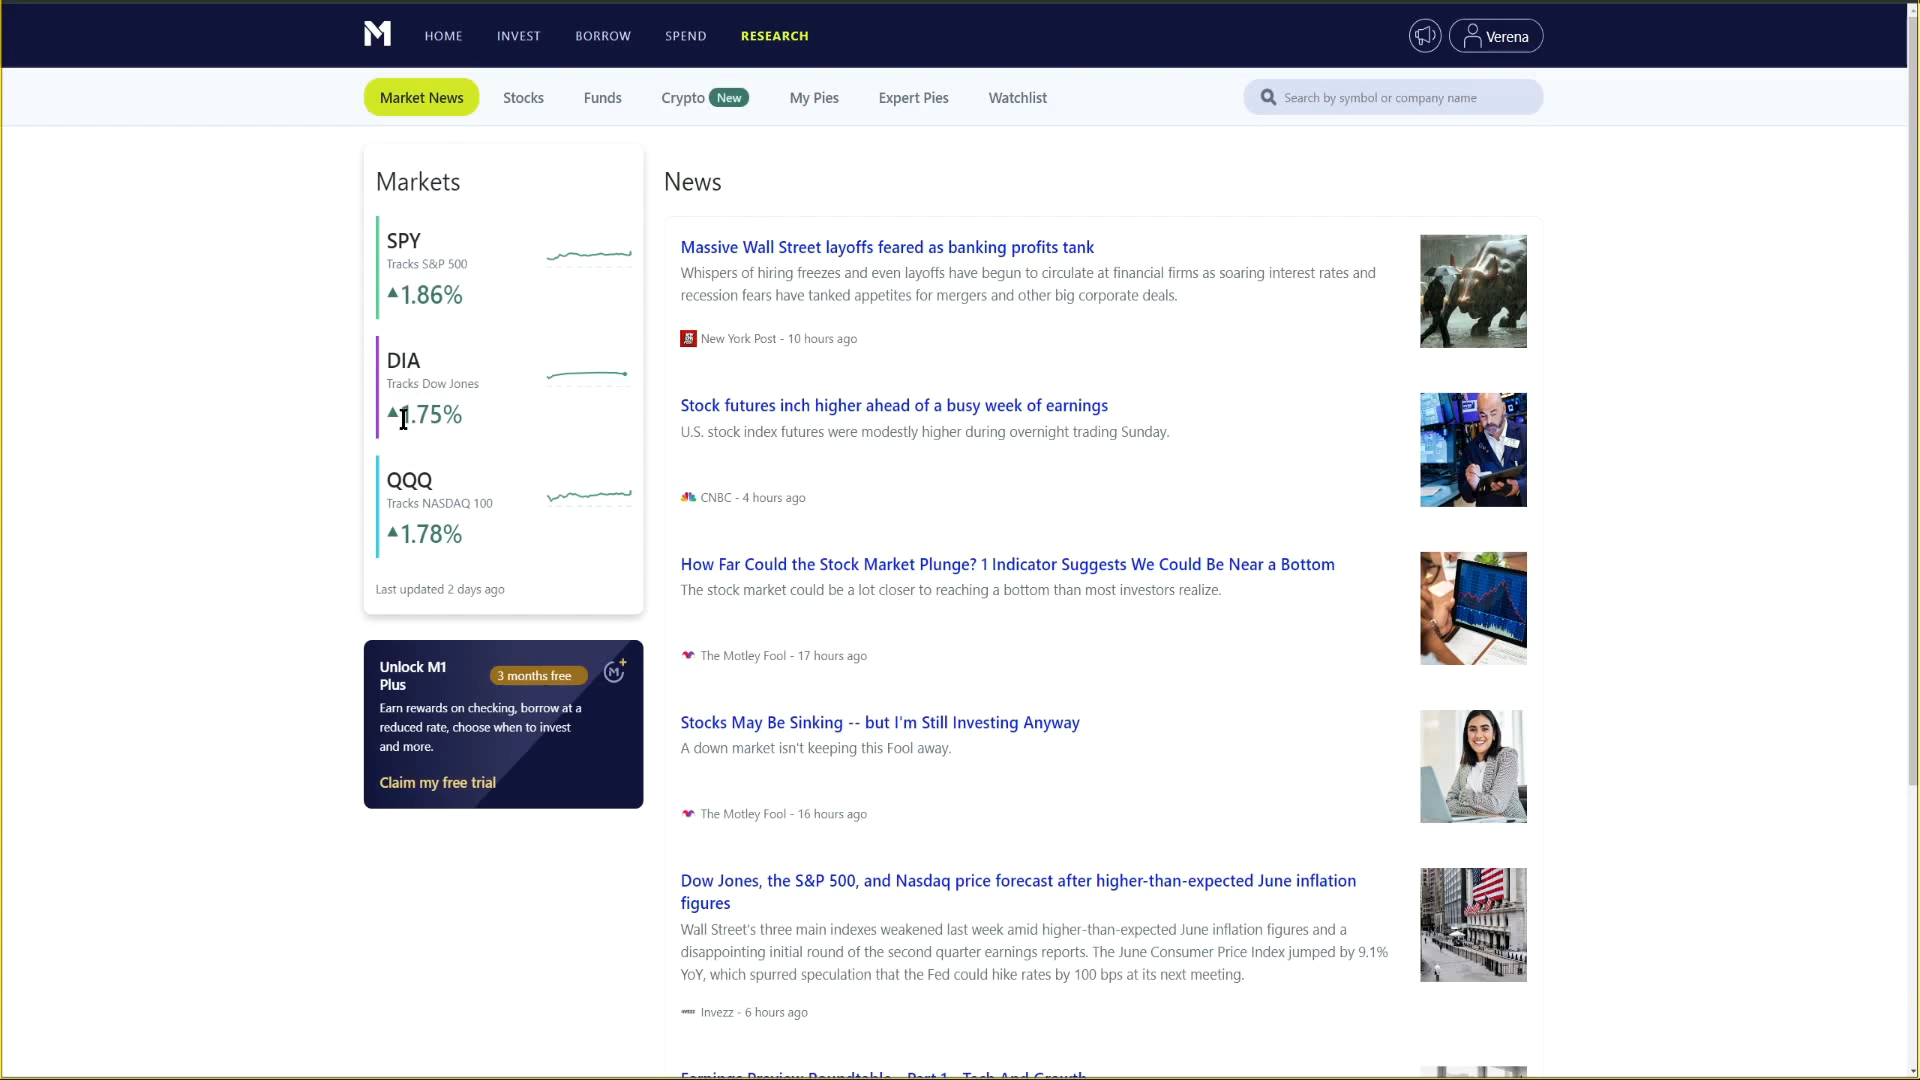 M
HOME
INVEST
BORROW
SPEND
RESEARCH
Verena
Market News
Stocks
Funds
Crypto New
My Pies
Expert Pies
Watchlist
Search by symbol or company name
Markets
SPY
Tracks S&P 500
▲1.86%
DIA
Tracks Dow Jones
▲1.75%
QQQ
Tracks NASDAQ 100
▲1.78%
Last updated 2 days ago
Unlock M1
Plus
3 months free
M+
Earn rewards on checking, borrow at a
reduced rate, choose when to invest
and more.
Claim my free trial
News
Massive Wall Street layoffs feared as banking profits tank
Whispers of hiring freezes and even layoffs have begun to circulate at financial firms as soaring interest rates and
recession fears have tanked appetites for mergers and other big corporate deals.
New York Post - 10 hours ago
Stock futures inch higher ahead of a busy week of earnings
U.S. stock index futures were modestly higher during overnight trading Sunday.
CNBC - 4 hours ago
How Far Could the Stock Market Plunge? 1 Indicator Suggests We Could Be Near a Bottom
The stock market could be a lot closer to reaching a bottom than most investors realize.
The Motley Fool - 17 hours ago
Stocks May Be Sinking -- but I'm Still Investing Anyway
A down market isn't keeping this Fool away.
The Motley Fool - 16 hours ago
Dow Jones, the S&P 500, and Nasdaq price forecast after higher-than-expected June inflation
figures
Wall Street's three main indexes weakened last week amid higher-than-expected June inflation figures and a
disappointing initial round of the second quarter earnings reports. The June Consumer Price Index jumped by 9.1%
YoY, which spurred speculation that the Fed could hike rates by 100 bps at its next meeting.
Invezz - 6 hours ago
Earnings Preview Roundtable - Part 1 - Tech And Growth